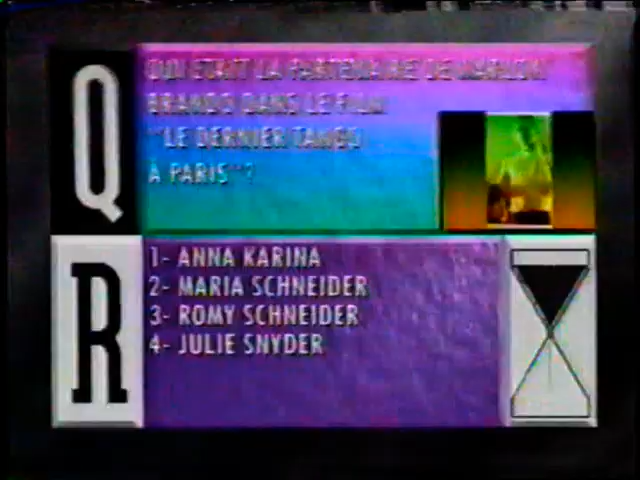 Q
QUI ÉTAIT LA PARTENAIRE DE MARLON
BRANDO DANS LE FILM
"LE DERNIER TANGO
À PARIS"?
R
1- ANNA KARINA
2- MARIA SCHNEIDER
3- ROMY SCHNEIDER
4- JULIE SNYDER